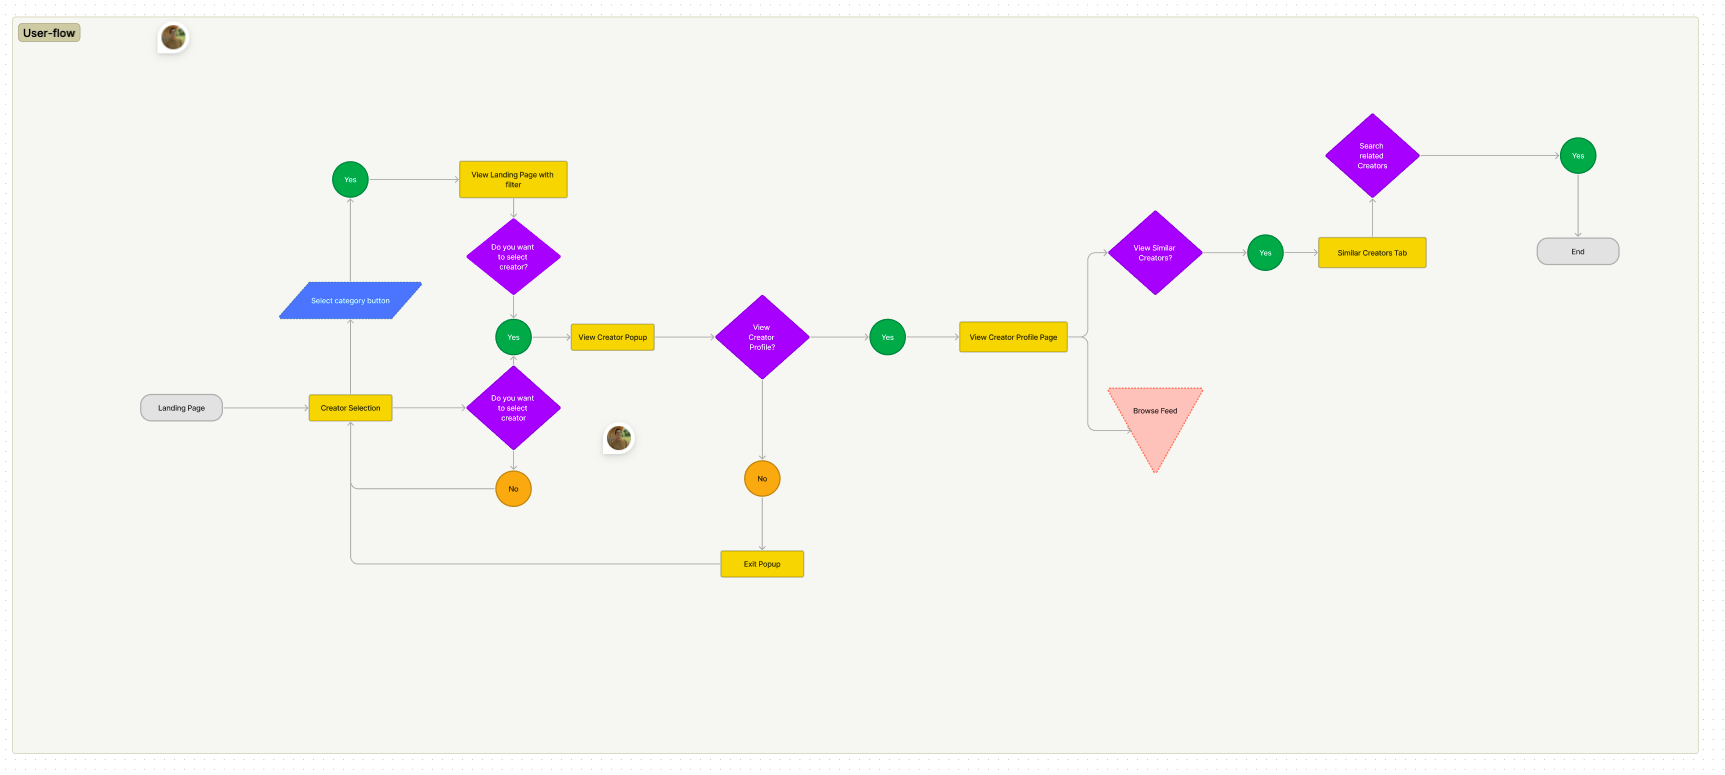 User-flow
Yes
View Landing Page with
filter
Do you want
to select
creator?
Select category button
Yes
View Creator Popup
View
Creator
Profile?
Yes
View Creator Profile Page
View Similar
Creators?
Yes
Similar Creators Tab
Search
related
Creators
Yes
End
Landing Page
Creator Selection
Do you want
to select
creator
Browse Feed
No
No
Exit Popup